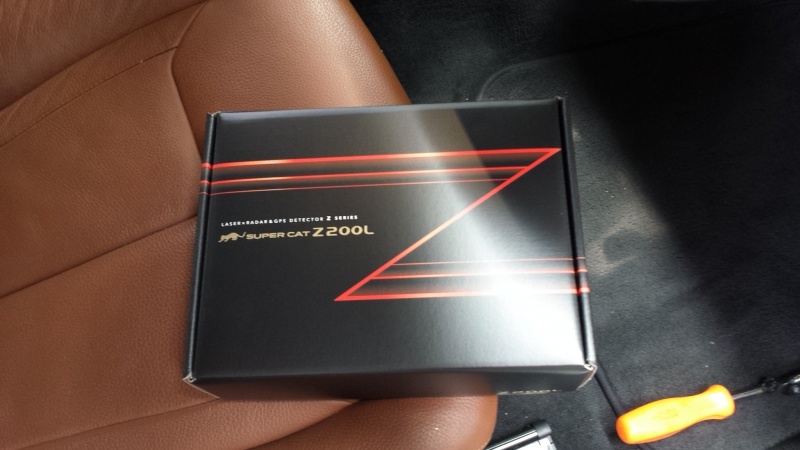 LASER★RADAR&GPS DETECTOR Z SERIES
SUPER CAT Z200L